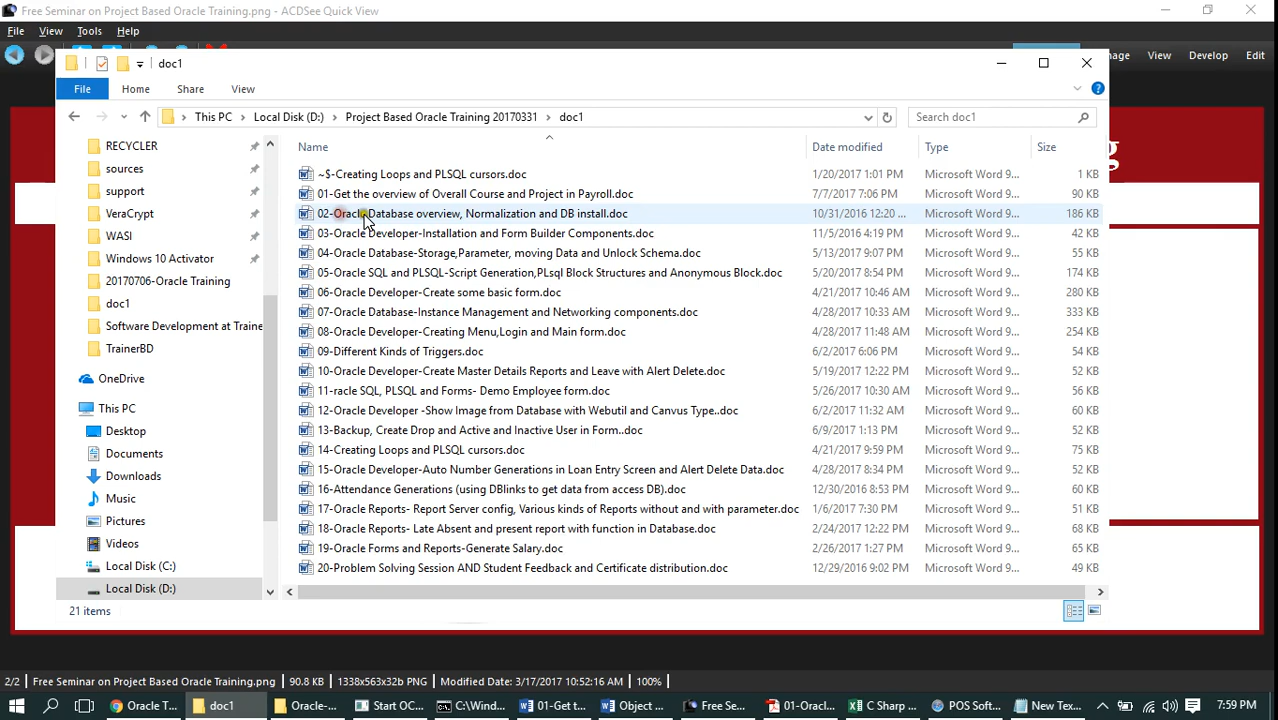 Free Seminar on Project Based Oracle Training.png - ACDSee Quick View
File View Tools Help
mage View Develop Edit
doc1
File Home Share View
This PC Local Disk (D:) Project Based Oracle Training 20170331 doc1
Search doc1
Name Date modified Type Size
RECYCLER
sources
support
VeraCrypt
WASI
Windows 10 Activator
20170706-Oracle Training
doc1
Software Development at Traine
TrainerBD
OneDrive
This PC
Desktop
Documents
Downloads
Music
Pictures
Videos
Local Disk (C:)
Local Disk (D:)
~$-Creating Loops and PLSQL cursors.doc 1/20/2017 1:01 PM Microsoft Word 9... 1 KB
01-Get the overview of Overall Course and Project in Payroll.doc 7/7/2017 7:06 PM Microsoft Word 9... 90 KB
02-Oracle Database overview, Normalization and DB install.doc 10/31/2016 12:20 ... Microsoft Word 9... 186 KB
03-Oracle Developer-Installation and Form Builder Components.doc 11/5/2016 4:19 PM Microsoft Word 9... 42 KB
04-Oracle Database-Storage,Parameter, moving Data and Unlock Schema.doc 5/13/2017 9:07 PM Microsoft Word 9... 68 KB
05-Oracle SQL and PLSQL-Script Generation,PLsql Block Structures and Anonymous Block.doc 5/20/2017 8:54 PM Microsoft Word 9... 174 KB
06-Oracle Developer-Create some basic form.doc 4/21/2017 10:46 AM Microsoft Word 9... 280 KB
07-Oracle Database-Instance Management and Networking components.doc 4/28/2017 10:33 AM Microsoft Word 9... 333 KB
08-Oracle Developer-Creating Menu,Login and Main form.doc 4/28/2017 11:48 AM Microsoft Word 9... 254 KB
09-Different Kinds of Triggers.doc 6/2/2017 6:06 PM Microsoft Word 9... 54 KB
10-Oracle Developer-Create Master Details Reports and Leave with Alert Delete.doc 5/19/2017 12:22 PM Microsoft Word 9... 52 KB
11-racle SQL, PLSQL and Forms- Demo Employee form.doc 5/26/2017 10:30 AM Microsoft Word 9... 56 KB
12-Oracle Developer -Show Image from Database with Webutil and Canvus Type..doc 6/2/2017 11:32 AM Microsoft Word 9... 60 KB
13-Backup, Create Drop and Active and Inactive User in Form..doc 6/9/2017 1:13 PM Microsoft Word 9... 62 KB
14-Creating Loops and PLSQL cursors.doc 4/21/2017 9:59 PM Microsoft Word 9... 75 KB
15-Oracle Developer-Auto Number Generations in Loan Entry Screen and Alert Delete Data.doc 4/28/2017 8:34 PM Microsoft Word 9... 52 KB
16-Attendance Generations (using DBlinks to get data from access DB).doc 12/30/2016 8:53 PM Microsoft Word 9... 60 KB
17-Oracle Reports- Report Server config, Various kinds of Reports without and with parameter.doc 1/6/2017 7:30 PM Microsoft Word 9... 51 KB
18-Oracle Reports- Late Absent and present report with function in Database.doc 2/24/2017 12:22 PM Microsoft Word 9... 68 KB
19-Oracle Forms and Reports-Generate Salary.doc 2/26/2017 1:27 PM Microsoft Word 9... 65 KB
20-Problem Solving Session AND Student Feedback and Certificate distribution.doc 12/29/2016 9:02 PM Microsoft Word 9... 49 KB
21 items
g
2/2 Free Seminar on Project Based Oracle Training.png 90.8 KB 1338x563x32b PNG Modified Date: 3/17/2017 10:52:16 AM 100%
Oracle T... doc1 Oracle-... Start OC... C:\Wind... 01-Get t... Object ... Free Se... 01-Oracl... C Sharp ... POS Soft... New Tex... 7:59 PM